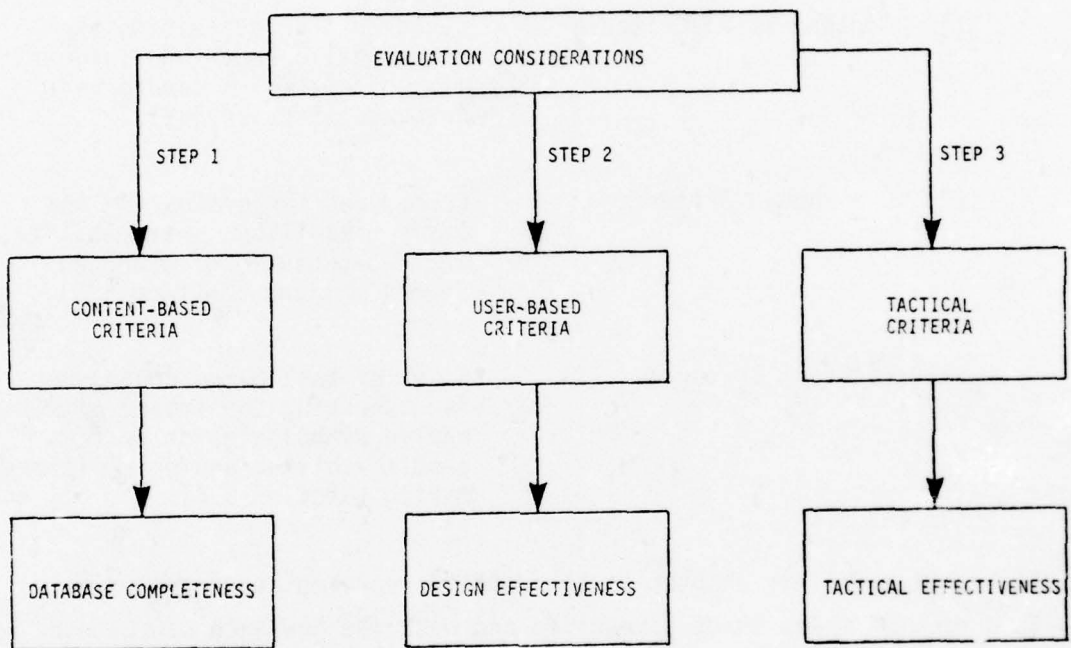 EVALUATION CONSIDERATIONS
STEP 1
STEP 2
STEP 3
CONTENT-BASED
CRITERIA
USER-BASED
CRITERIA
TACTICAL
CRITERIA
DATABASE COMPLETENESS
DESIGN EFFECTIVENESS
TACTICAL EFFECTIVENESS